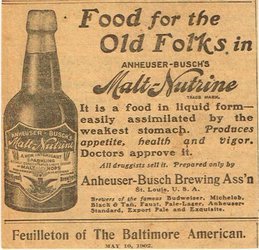 Food for the
Old Folks, in
ANHEUSER-BUSCH'S
Malt-Nutrine
TRADE MARK.
It is a food in liquid form—
easily assimilated by the
weakest stomach. Produces
appetite, health and vigor.
Doctors approve it.
All druggists sell it. Prepared only by
Anheuser-Busch Brewing Ass'n
St. Louis, U. S. A.
Brewers of the famous Budweiser, Michelob,
Black & Tan, Faust, Pale-Lager, Anheuser-
Standard, Export Pale and Exquisite.
ANHEUSER-BUSCH'S
Malt-Nutrine
Feuilleton of The Baltimore American.
MAY 10, 1902.